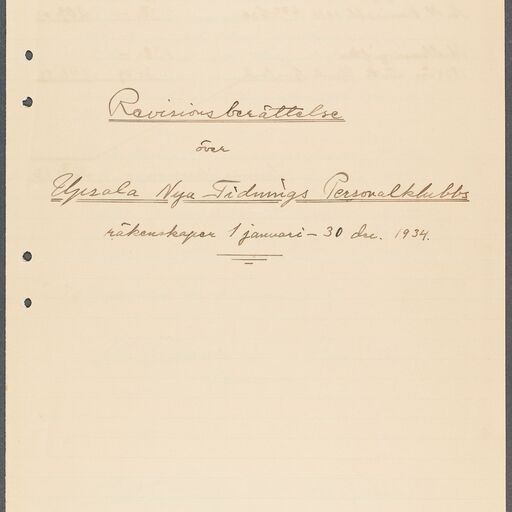 Revisionsberättelse
över
Upsala Nya Tidnings Personalklubbs
räkenskaper 1 januari – 30 dec. 1934.